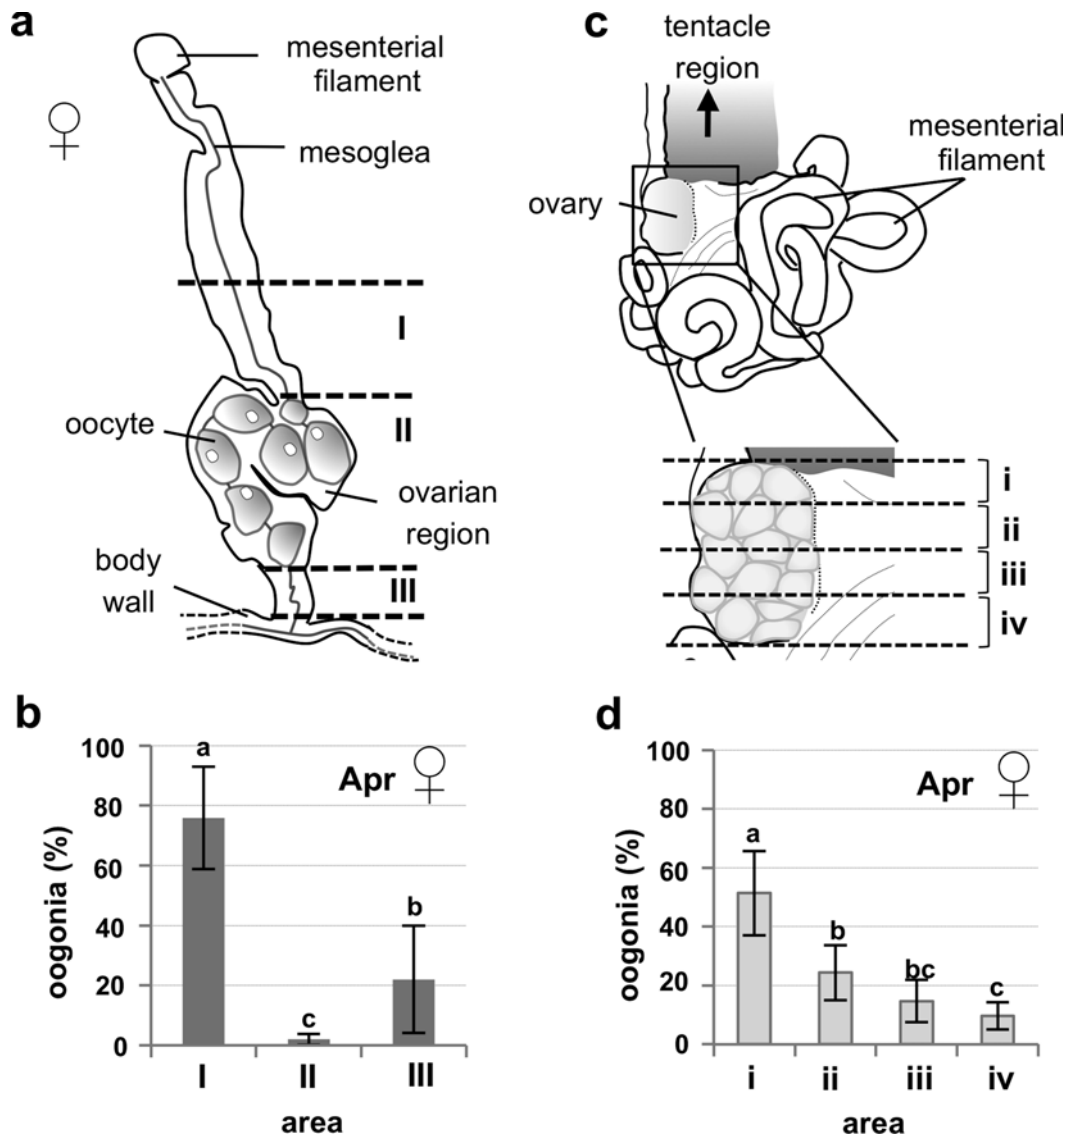 a
mesenterial
filament
♀
mesoglea
I
II
oocyte
ovarian
region
body
wall
III
c
tentacle
region
mesenterial
filament
ovary
i
ii
iii
iv
b
100
80
60
40
20
0
oogonia (%)
Apr ♀
a
c
b
I II III
area
d
100
80
60
40
20
0
oogonia (%)
Apr ♀
a
b
bc
c
i ii iii iv
area